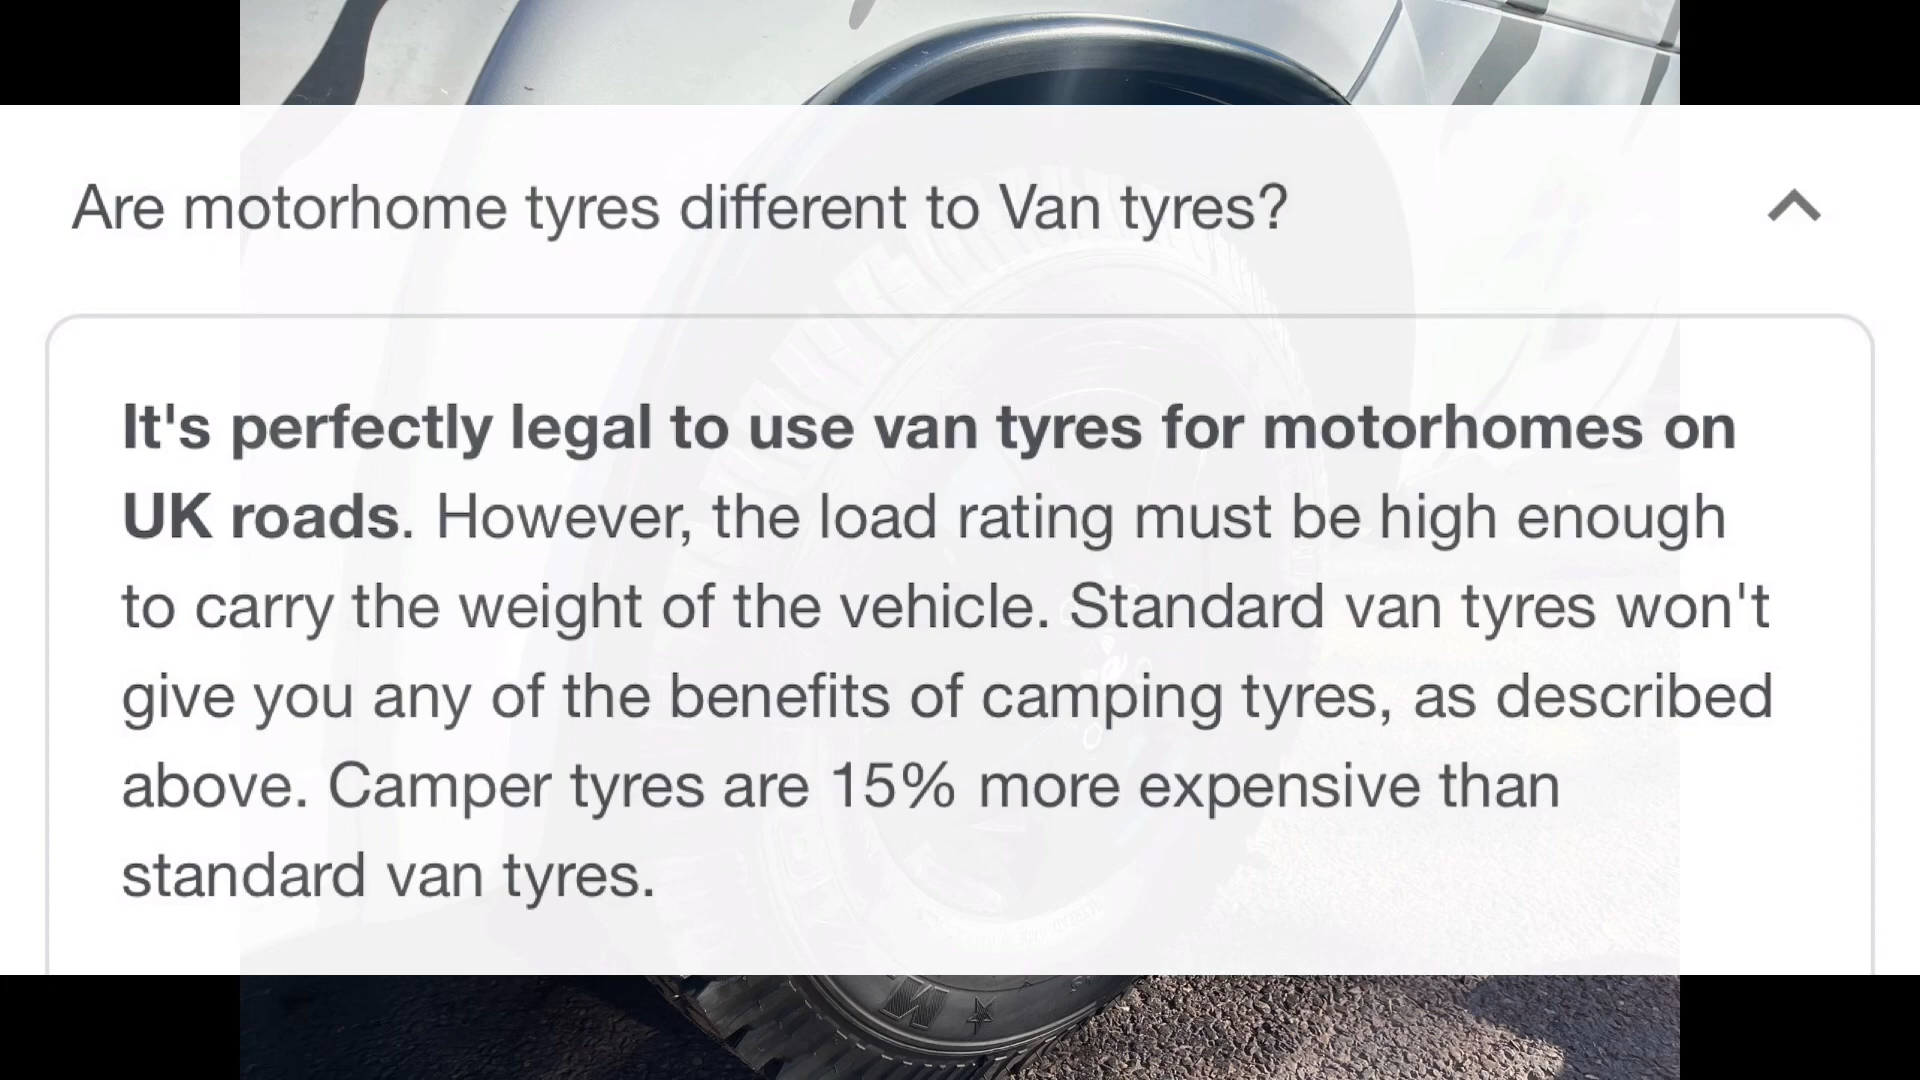 Are motorhome tyres different to Van tyres?
It's perfectly legal to use van tyres for motorhomes on
UK roads. However, the load rating must be high enough
to carry the weight of the vehicle. Standard van tyres won't
give you any of the benefits of camping tyres, as described
above. Camper tyres are 15% more expensive than
standard van tyres.
M